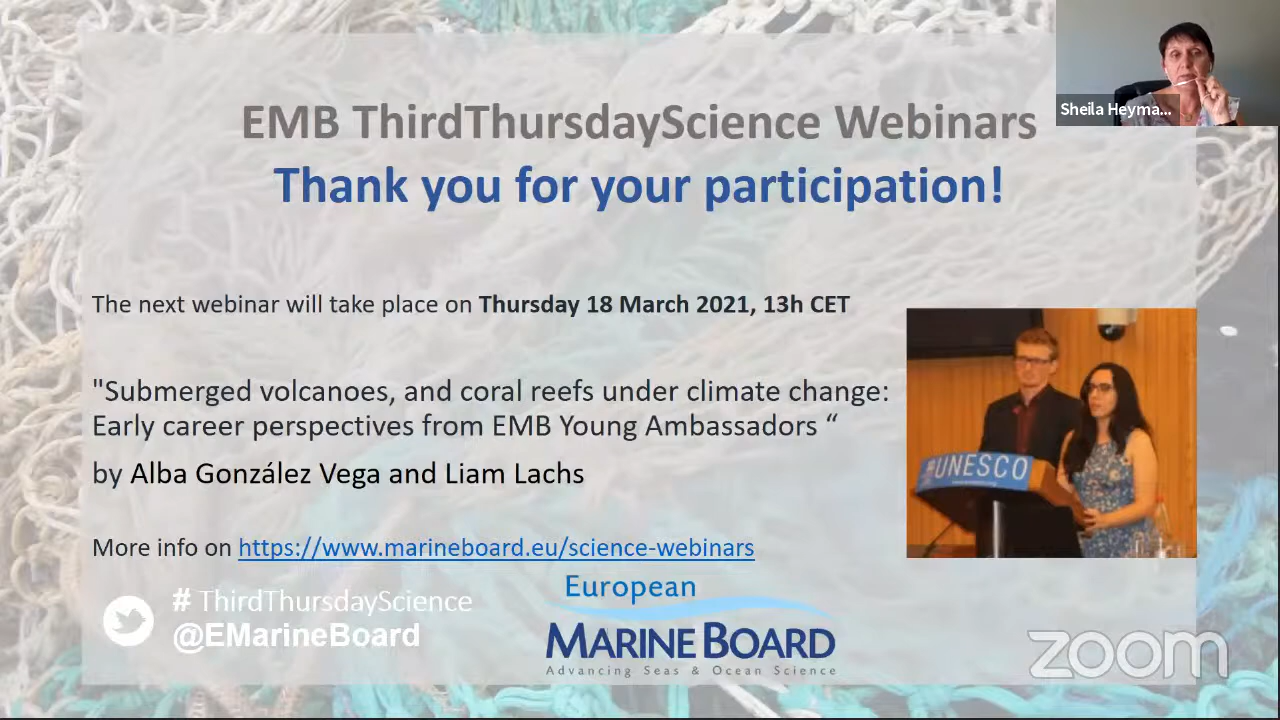 EMB ThirdThursdayScience Webinars
Sheila Heyma...
Thank you for your participation!
The next webinar will take place on Thursday 18 March 2021, 13h CET
"Submerged volcanoes, and coral reefs under climate change:
Early career perspectives from EMB Young Ambassadors “
by Alba González Vega and Liam Lachs
UNESCO
More info on https://www.marineboard.eu/science-webinars
# ThirdThursdayScience
@EMarineBoard
European
MARINE BOARD
Advancing Seas & Ocean Science
zoom